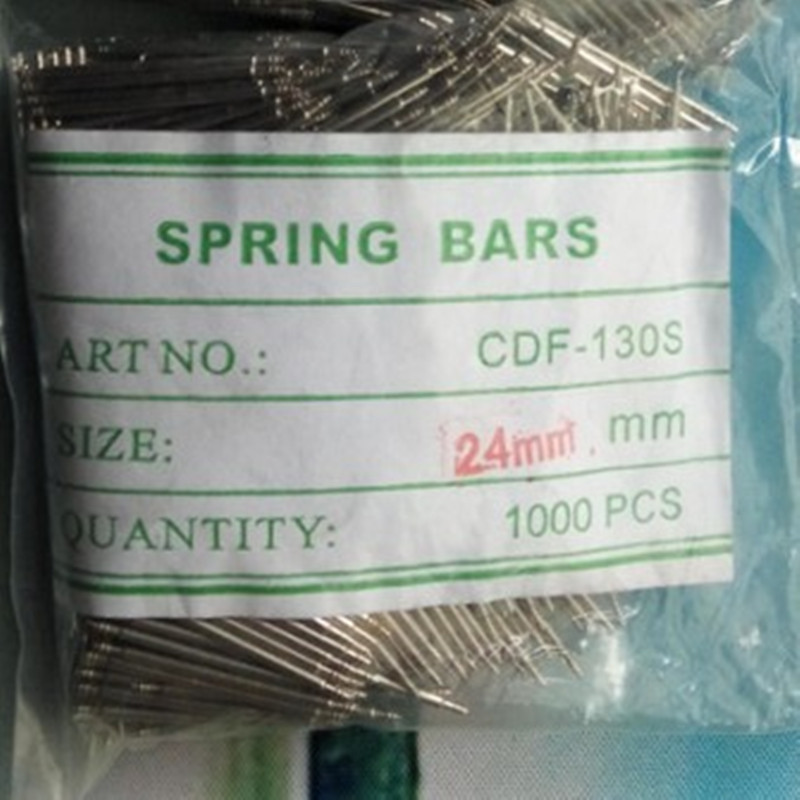 SPRING BARS
ART NO.: CDF-130S
SIZE: 24mm. mm
QUANTITY: 1000 PCS